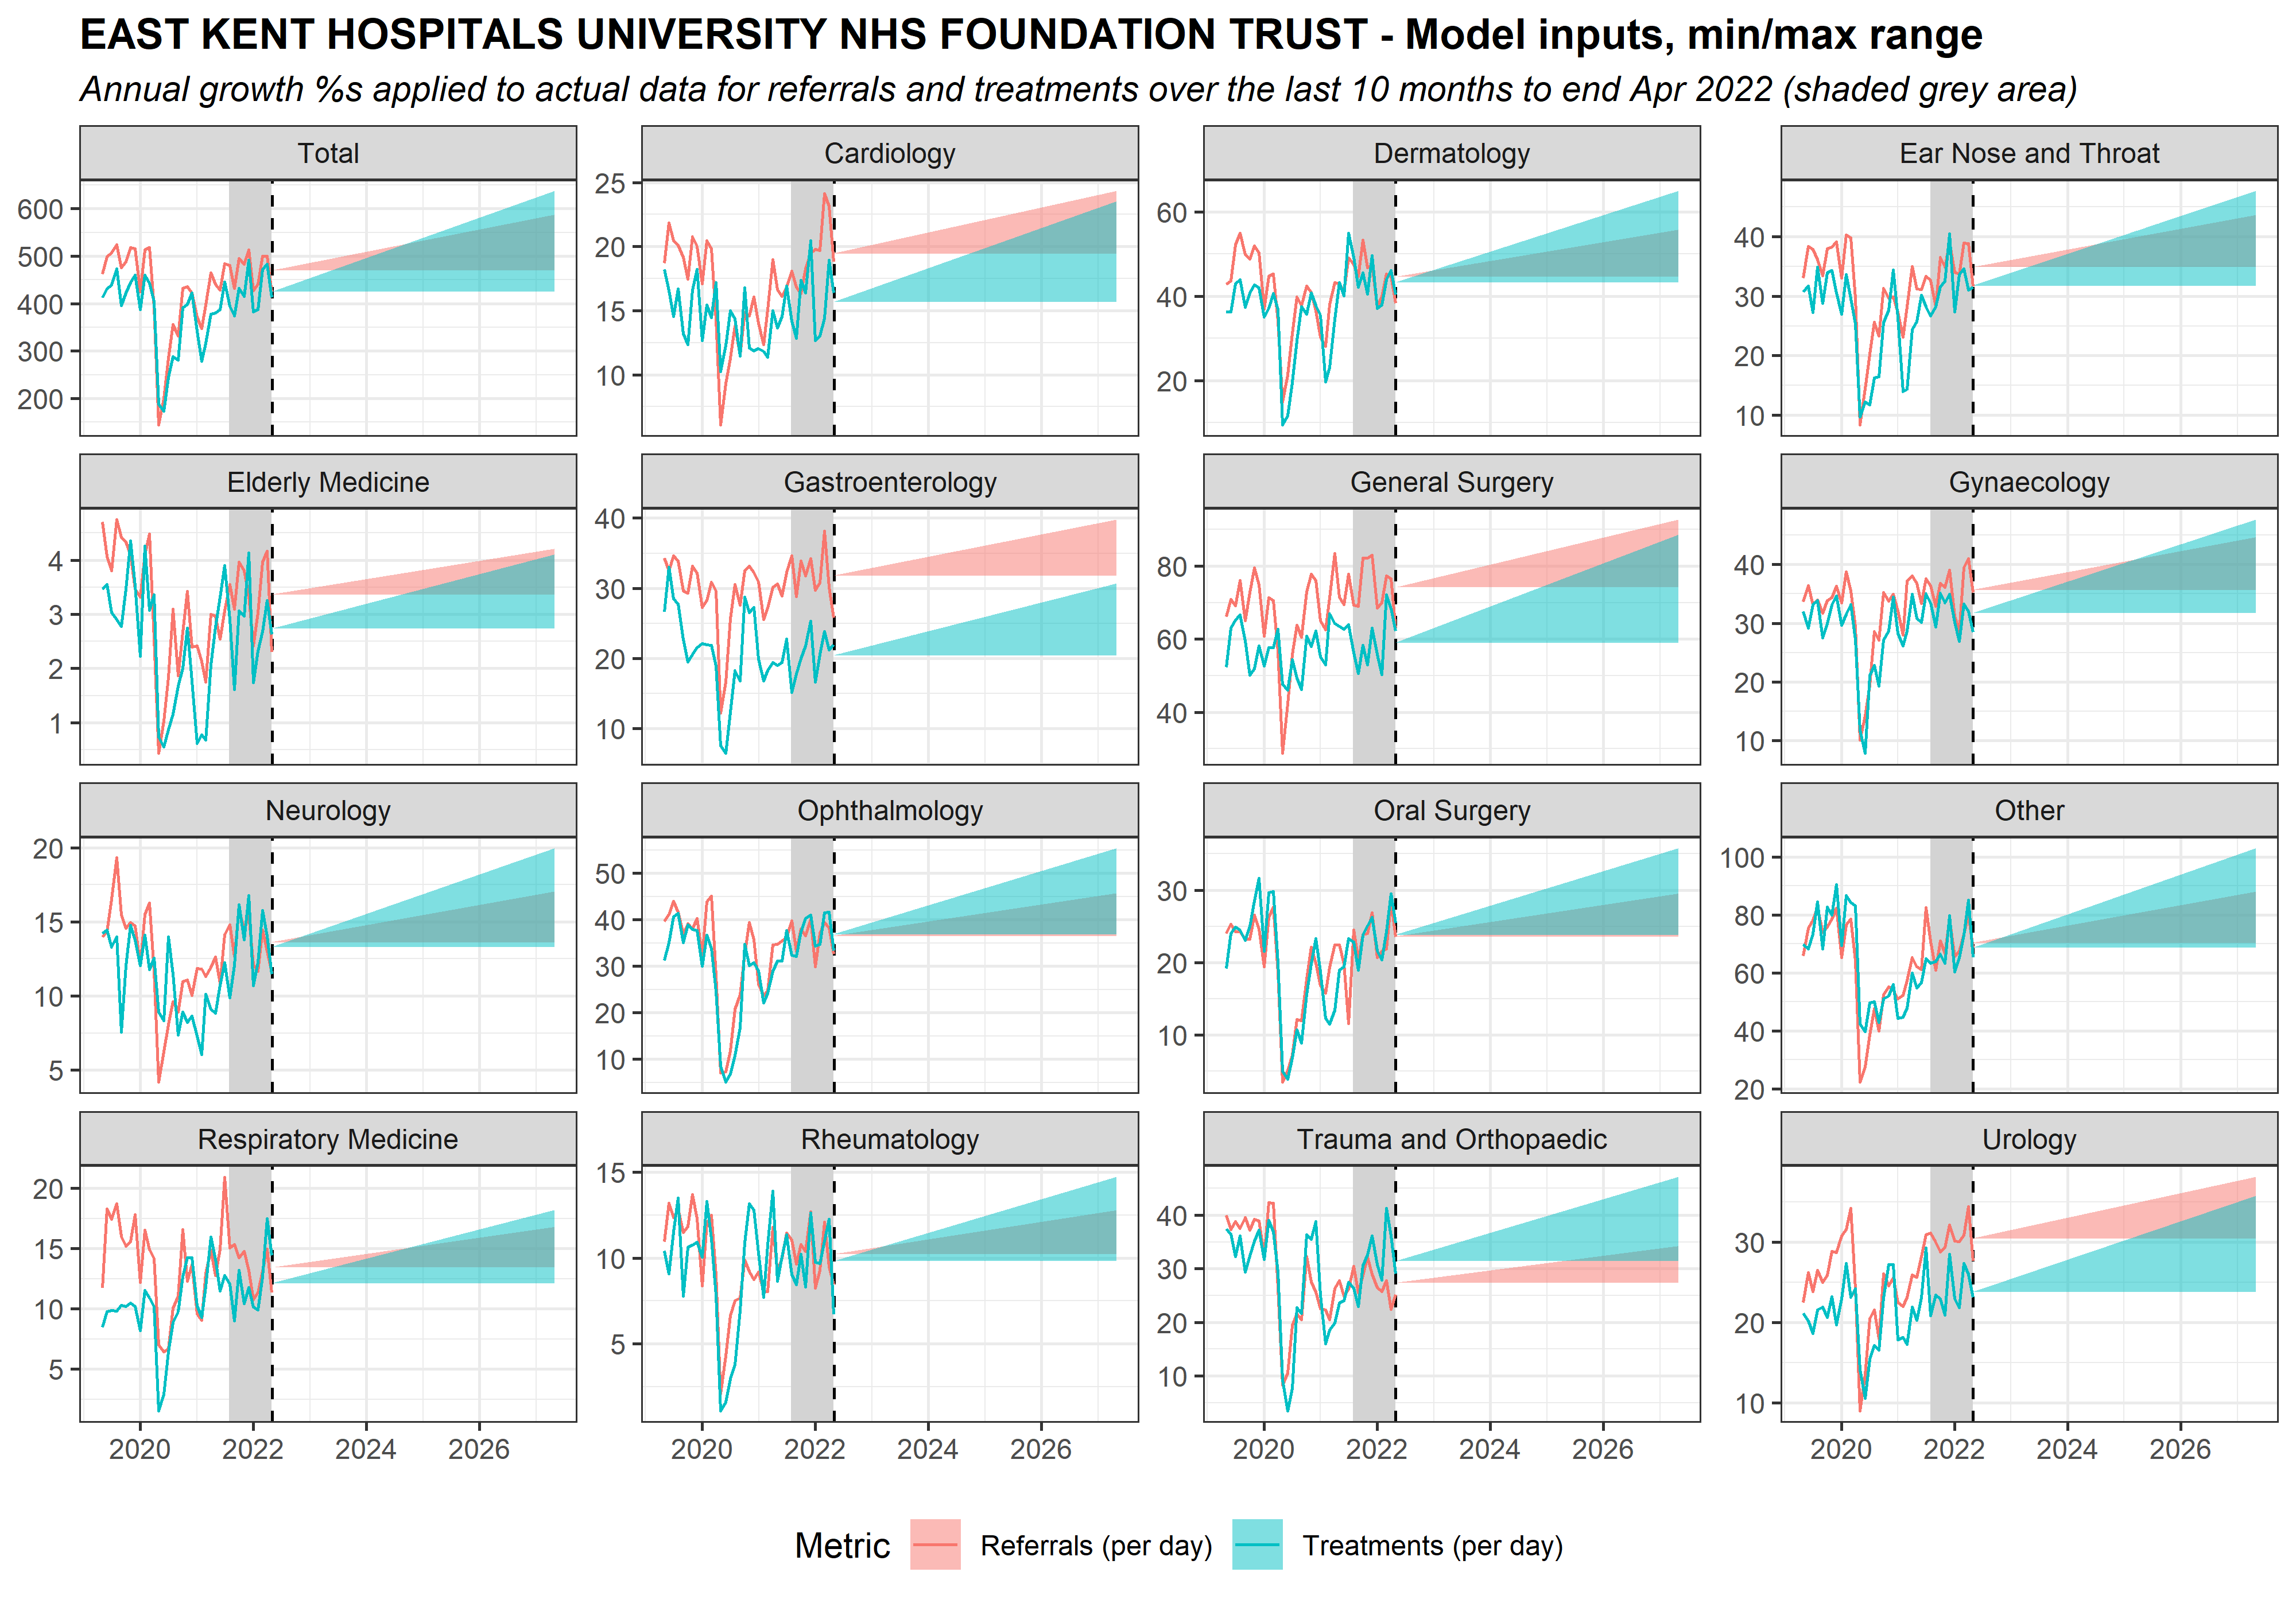 EAST KENT HOSPITALS UNIVERSITY NHS FOUNDATION TRUST - Model inputs, min/max range
Annual growth %s applied to actual data for referrals and treatments over the last 10 months to end Apr 2022 (shaded grey area)
Total
Cardiology
Dermatology
Ear Nose and Throat
600
500
400
300
200
25
20
15
10
60
40
20
40
30
20
10
Elderly Medicine
Gastroenterology
General Surgery
Gynaecology
4
3
2
1
40
30
20
10
80
60
40
40
30
20
10
Neurology
Ophthalmology
Oral Surgery
Other
20
15
10
5
50
40
30
20
10
30
20
10
100
80
60
40
20
Respiratory Medicine
Rheumatology
Trauma and Orthopaedic
Urology
20
15
10
5
15
10
5
40
30
20
10
30
20
10
2020 2022 2024 2026
2020 2022 2024 2026
2020 2022 2024 2026
2020 2022 2024 2026
Metric Referrals (per day) Treatments (per day)